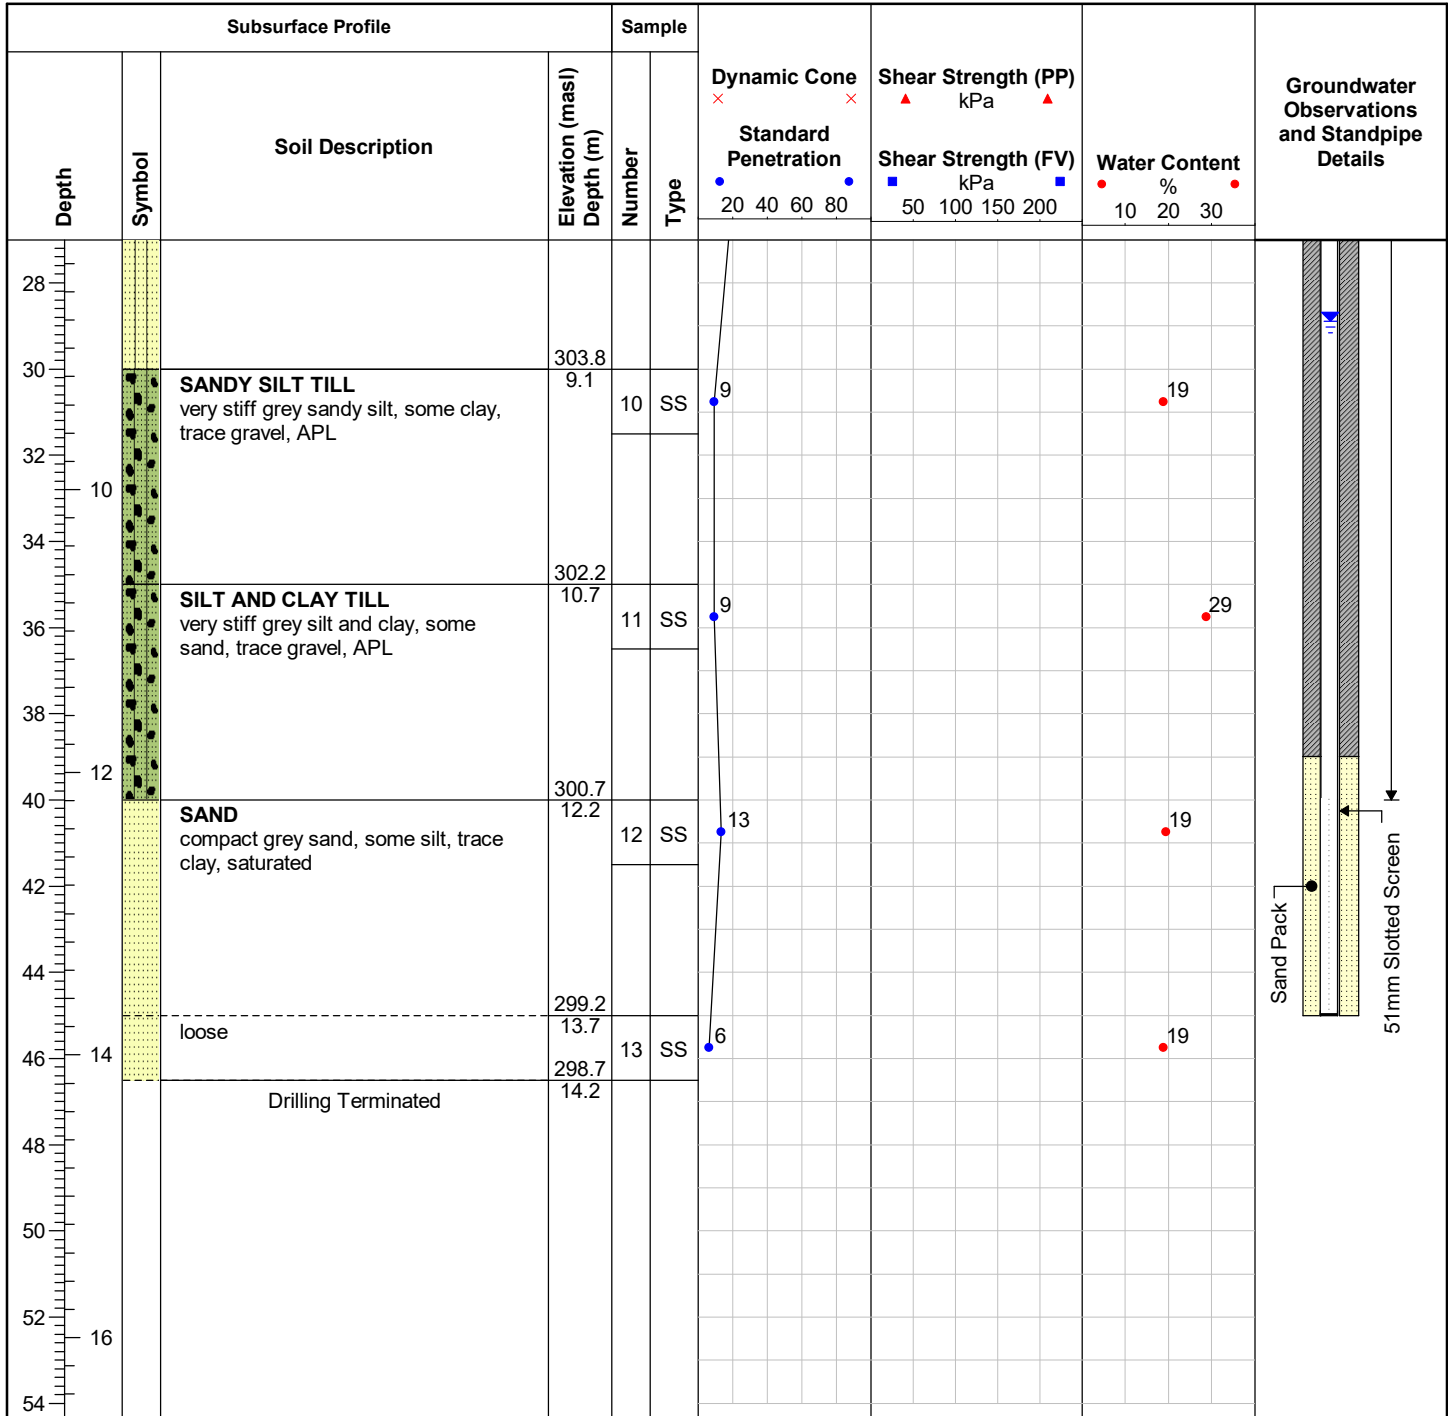 Subsurface Profile
Sample
Depth
Symbol
Soil Description
Elevation (masl)
Depth (m)
Number
Type
Dynamic Cone
Standard
Penetration
20 40 60 80
Shear Strength (PP)
kPa
Shear Strength (FV)
kPa
50 100 150 200
Water Content
%
10 20 30
Groundwater
Observations
and Standpipe
Details
28
303.8
30
SANDY SILT TILL
9.1
very stiff grey sandy silt, some clay,
trace gravel, APL
10 SS
9
19
32
10
34
302.2
SILT AND CLAY TILL
10.7
very stiff grey silt and clay, some
sand, trace gravel, APL
11 SS
9
29
36
38
12
300.7
40
SAND
12.2
compact grey sand, some silt, trace
clay, saturated
12 SS
13
19
42
Sand Pack
51mm Slotted Screen
44
299.2
loose
13.7
13 SS
6
19
46
14
298.7
14.2
Drilling Terminated
48
50
52
16
54